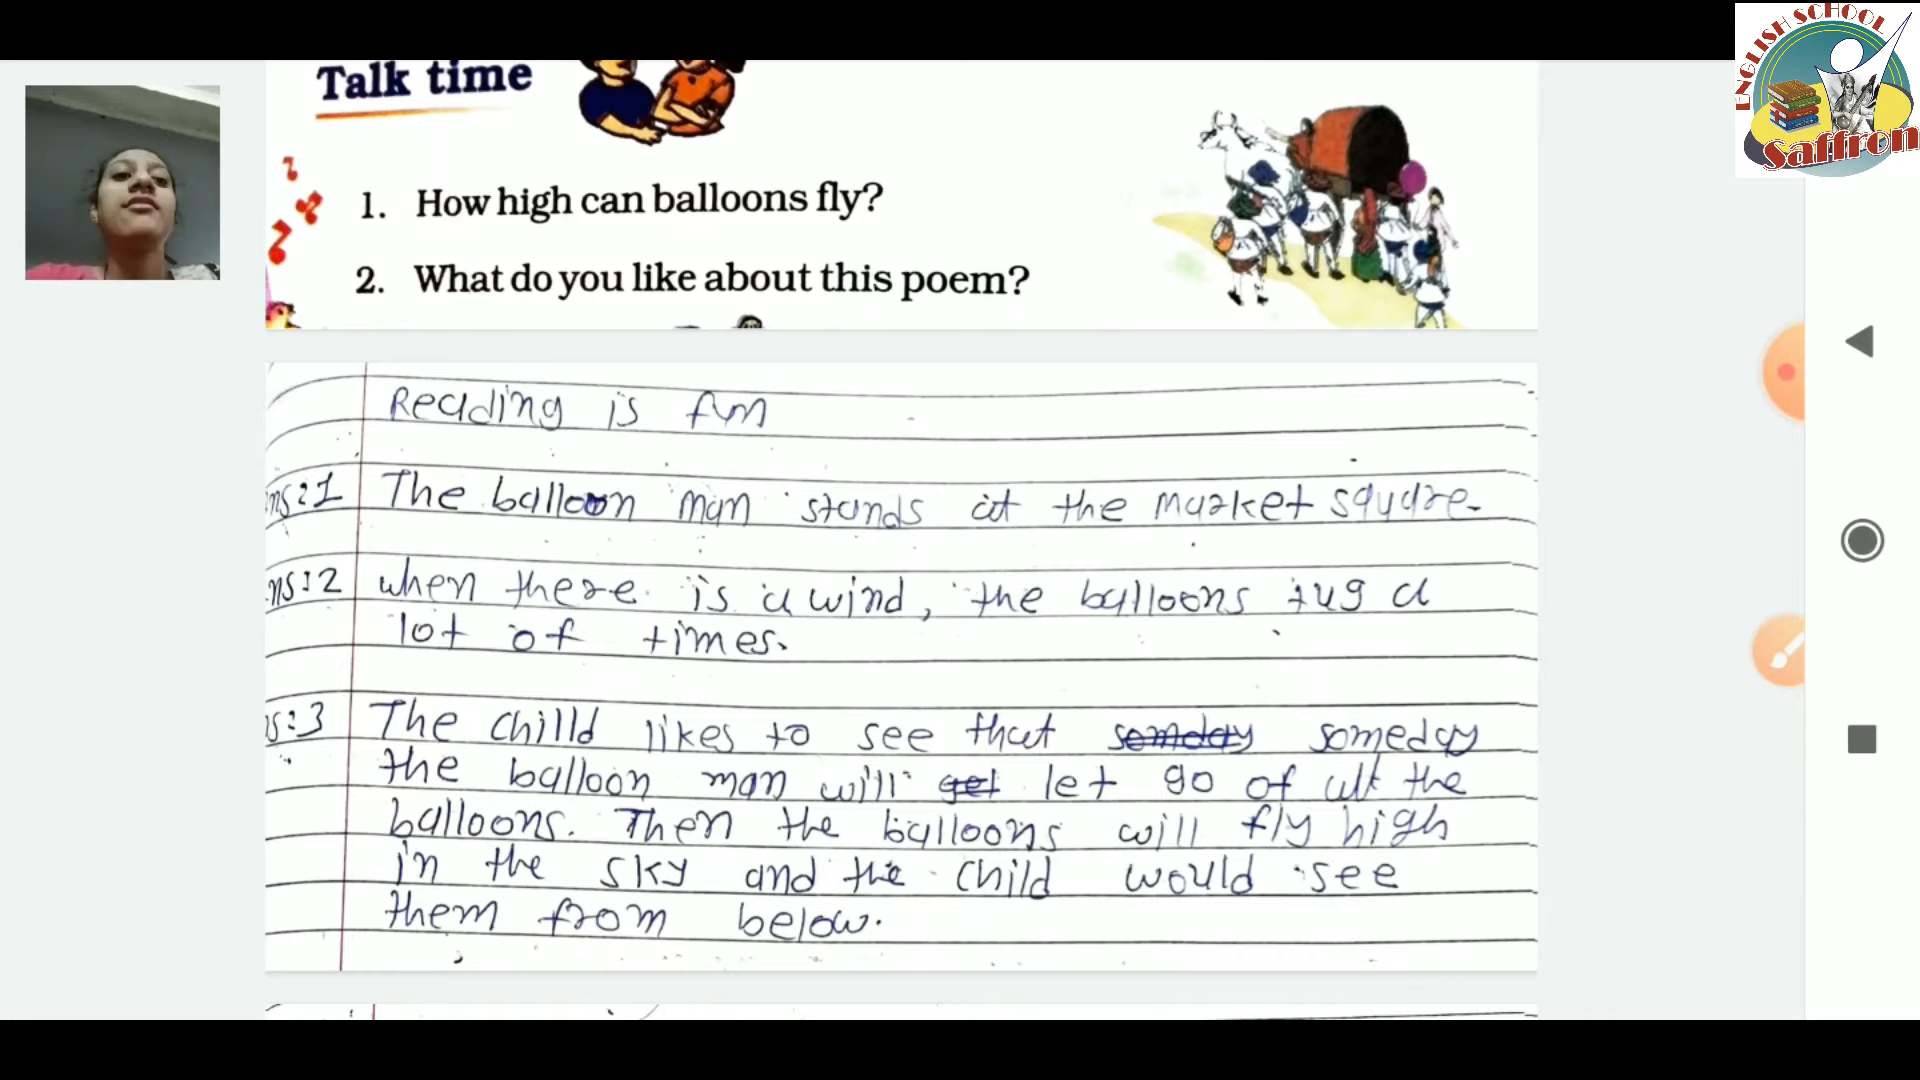 ENGLISH SCHOOL
Saffron
Talk time
1. How high can balloons fly?
2. What do you like about this poem?
Reading is fun
ns:1 The balloon man stands at the market square.
ns:2 when there is a wind, the balloons tug a
lot of times.
s:3 The chilld likes to see that somday someday
the balloon man will get let go of all the
balloons. Then the balloons will fly high
in the sky and the child would see
them from below.